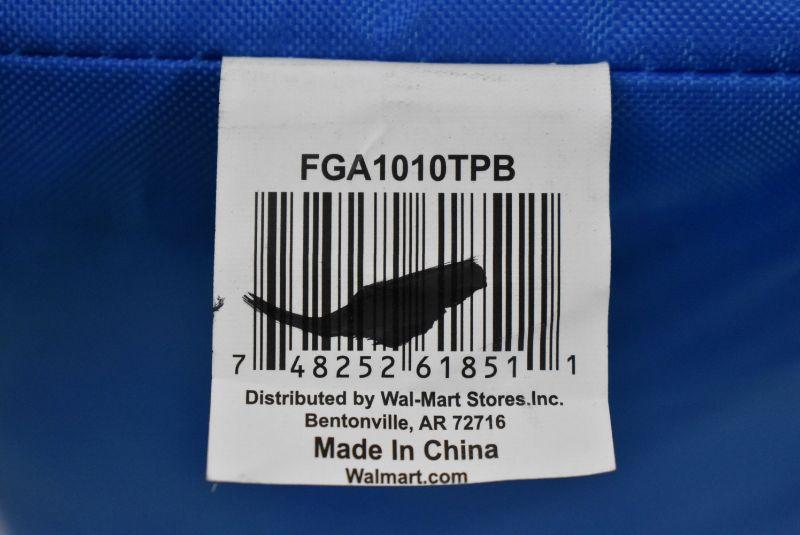 FGA1010TPB
7 48252 61851 1
Distributed by Wal-Mart Stores.Inc.
Bentonville, AR 72716
Made In China
Walmart.com